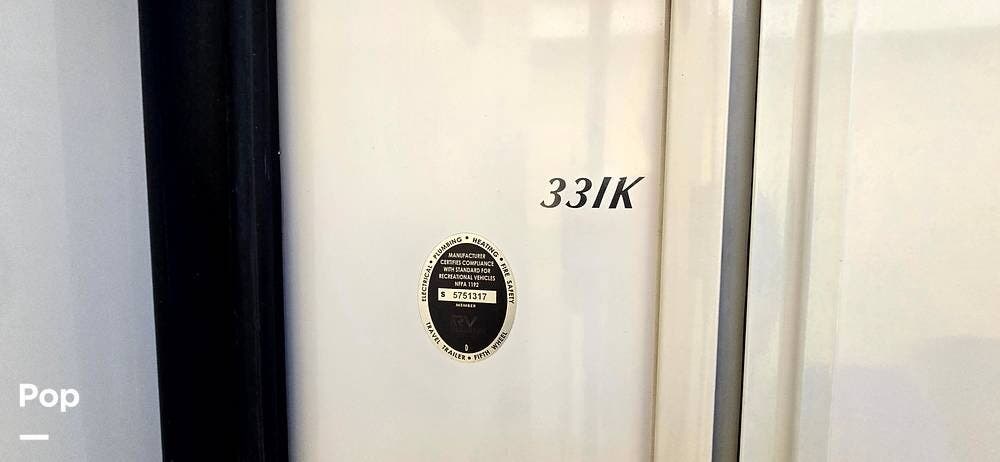 33IK
ELECTRICAL • PLUMBING • HEATING • FIRE SAFETY
MANUFACTURER
CERTIFIES COMPLIANCE
WITH STANDARD FOR
RECREATIONAL VEHICLES
NFPA 1192
S 5751317
MEMBER
RV
D
TRAVEL TRAILER • FIFTH WHEEL
Pop